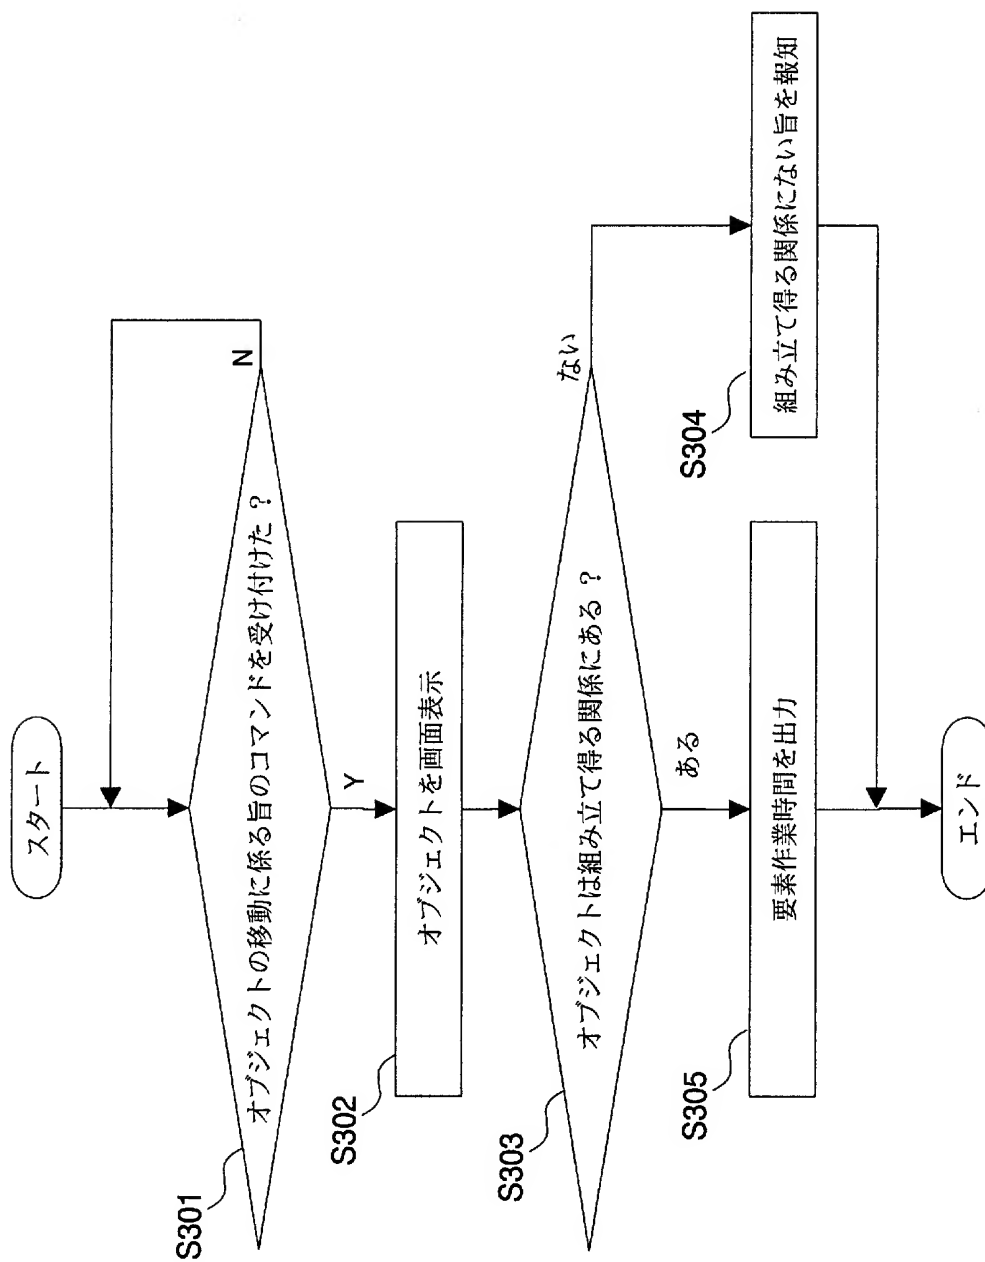 スタート
S301
オブジェクトの移動に係る旨のコマンドを受け付けた？
N
Y
S302
オブジェクトを画面表示
S303
オブジェクトは組み立て得る関係にある？
ない
ある
S304
組み立て得る関係にない旨を報知
S305
要素作業時間を出力
エンド